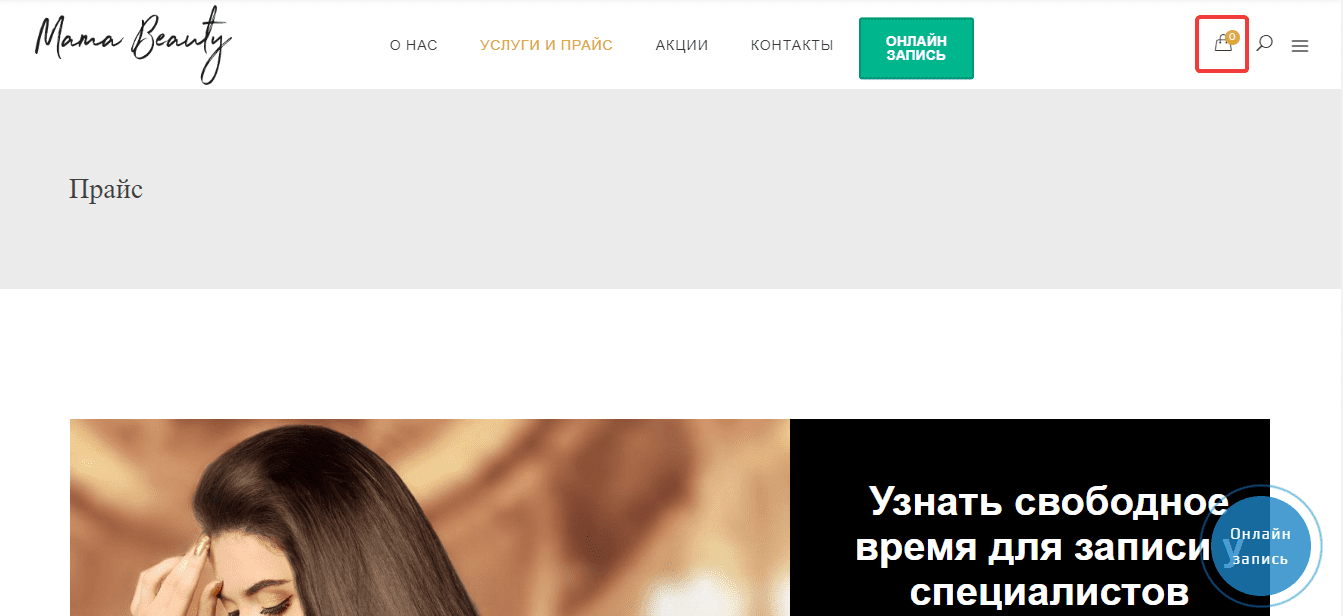 Mama Beauty
О НАС
УСЛУГИ И ПРАЙС
АКЦИИ
КОНТАКТЫ
ОНЛАЙН
ЗАПИСЬ
0
Прайс
Узнать свободное
время для записи у
специалистов
Онлайн
запись